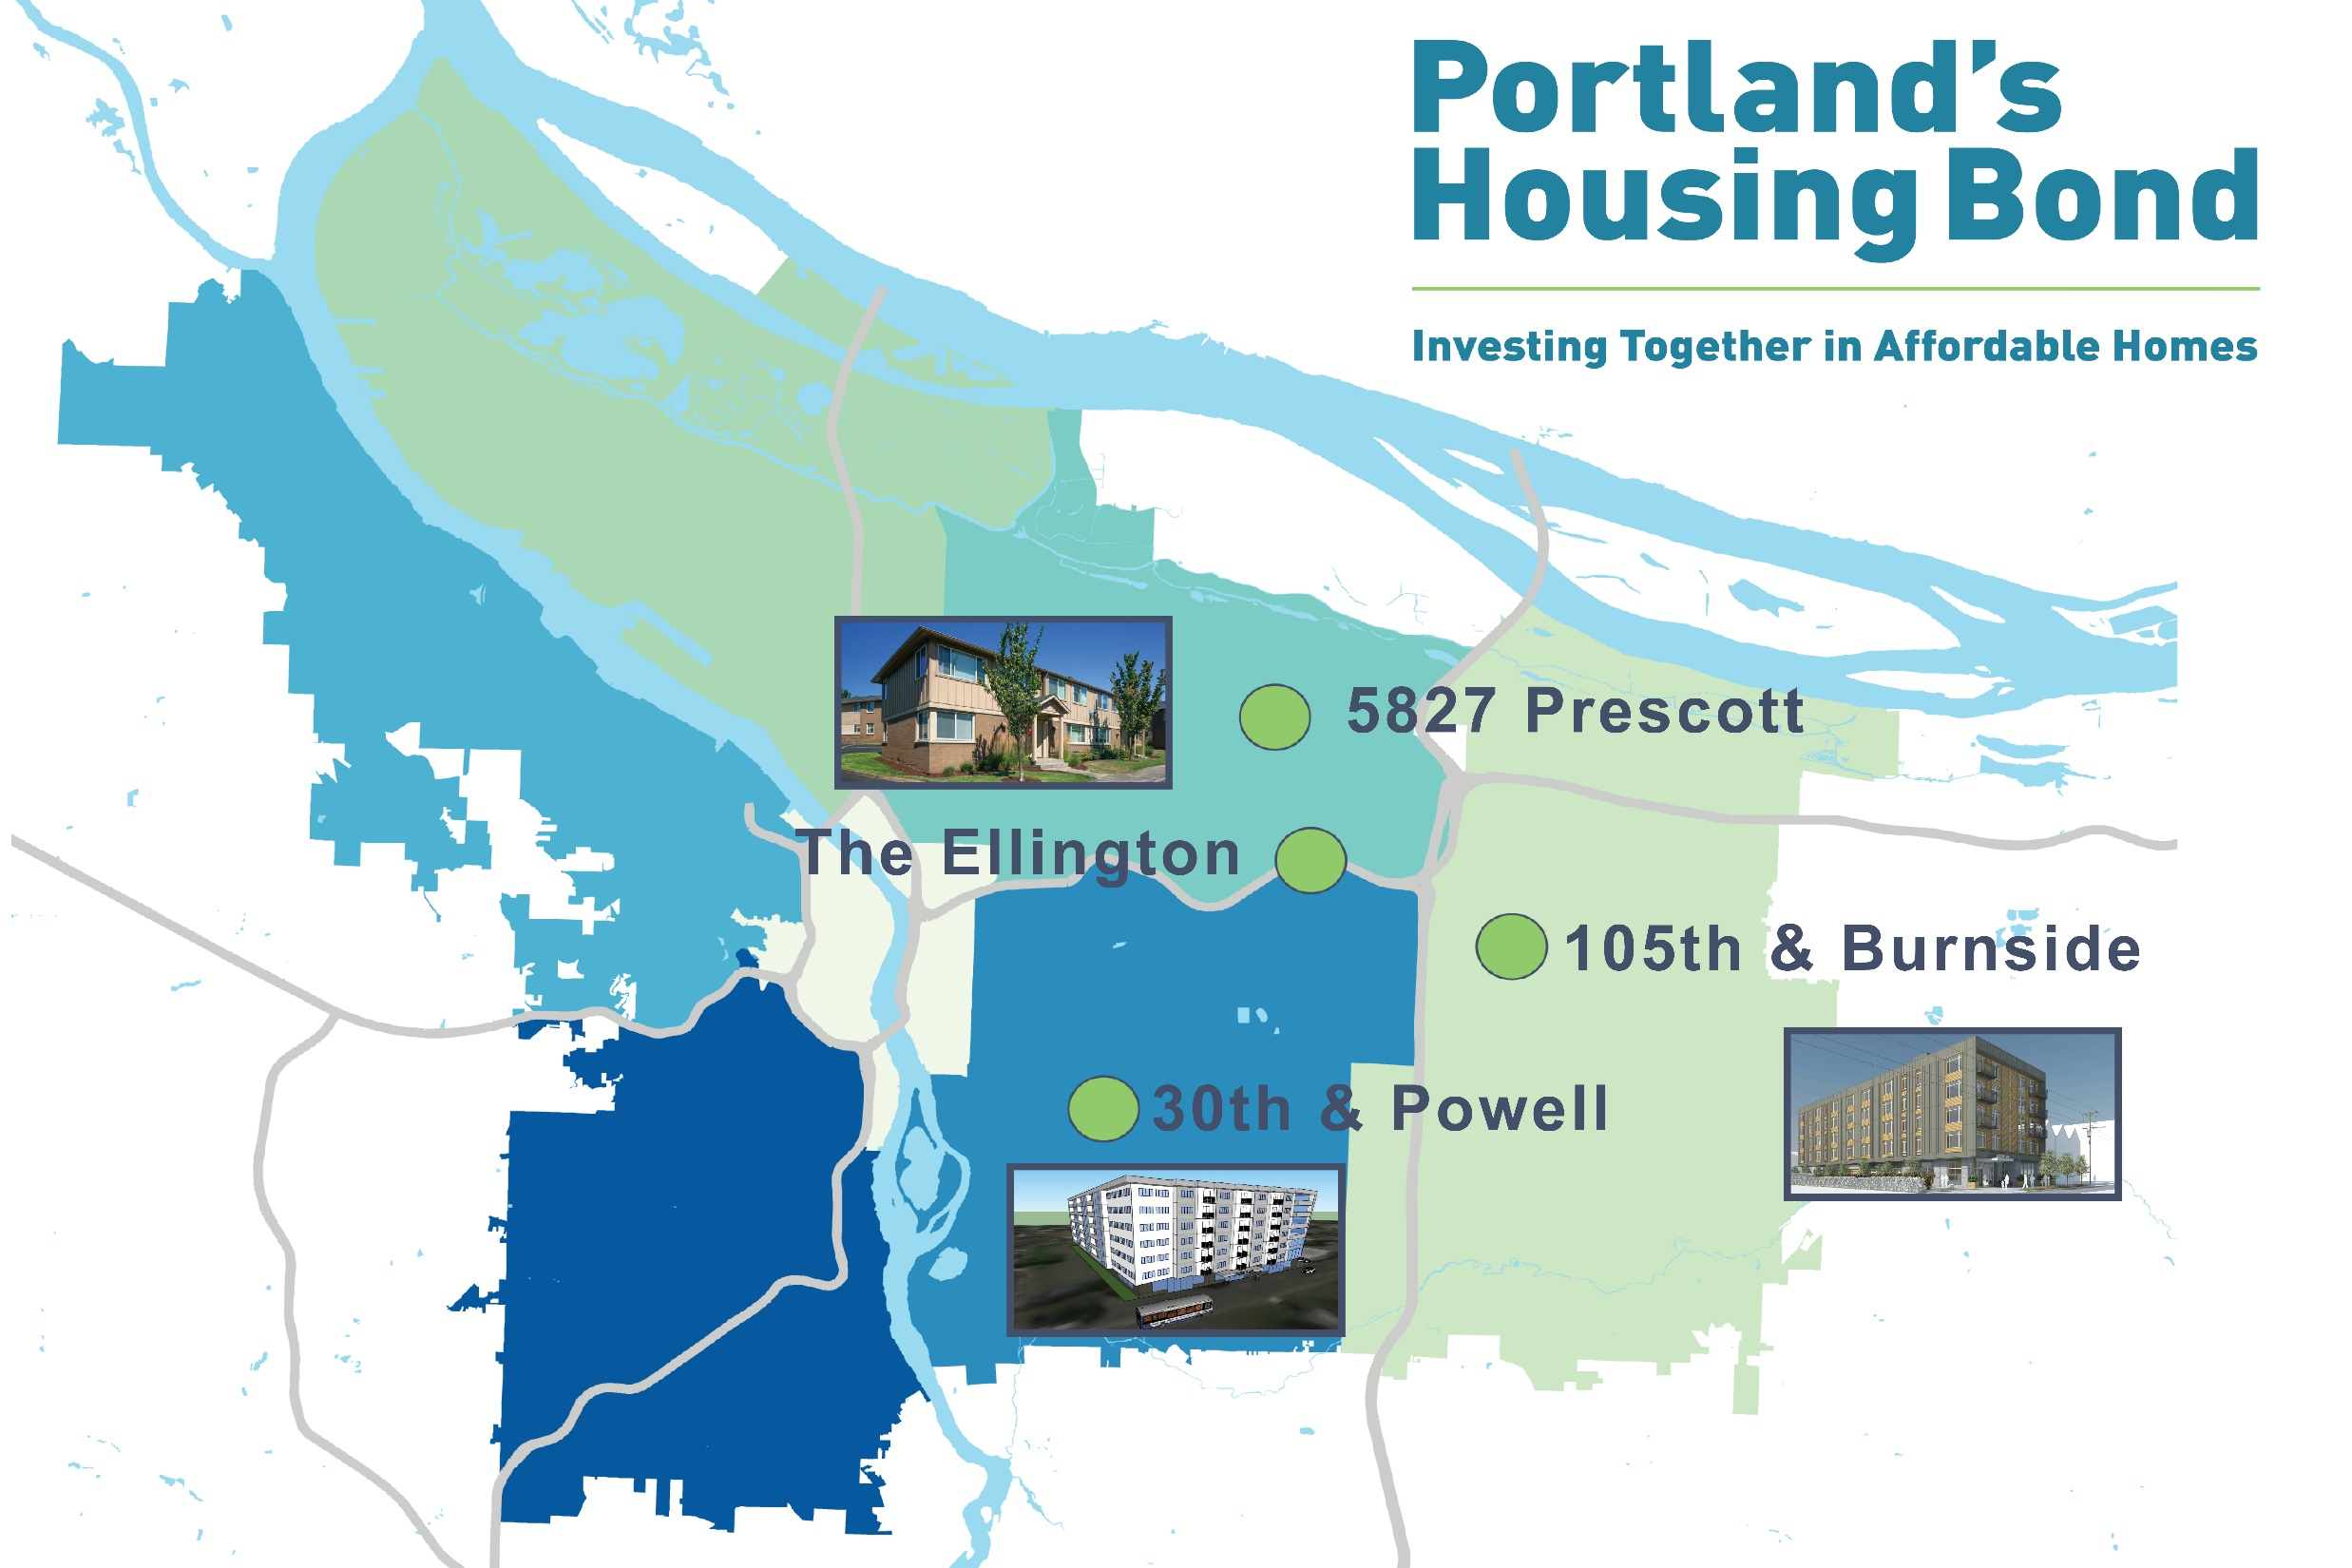 Portland's
Housing Bond
Investing Together in Affordable Homes
5827 Prescott
The Ellington
105th & Burnside
30th & Powell